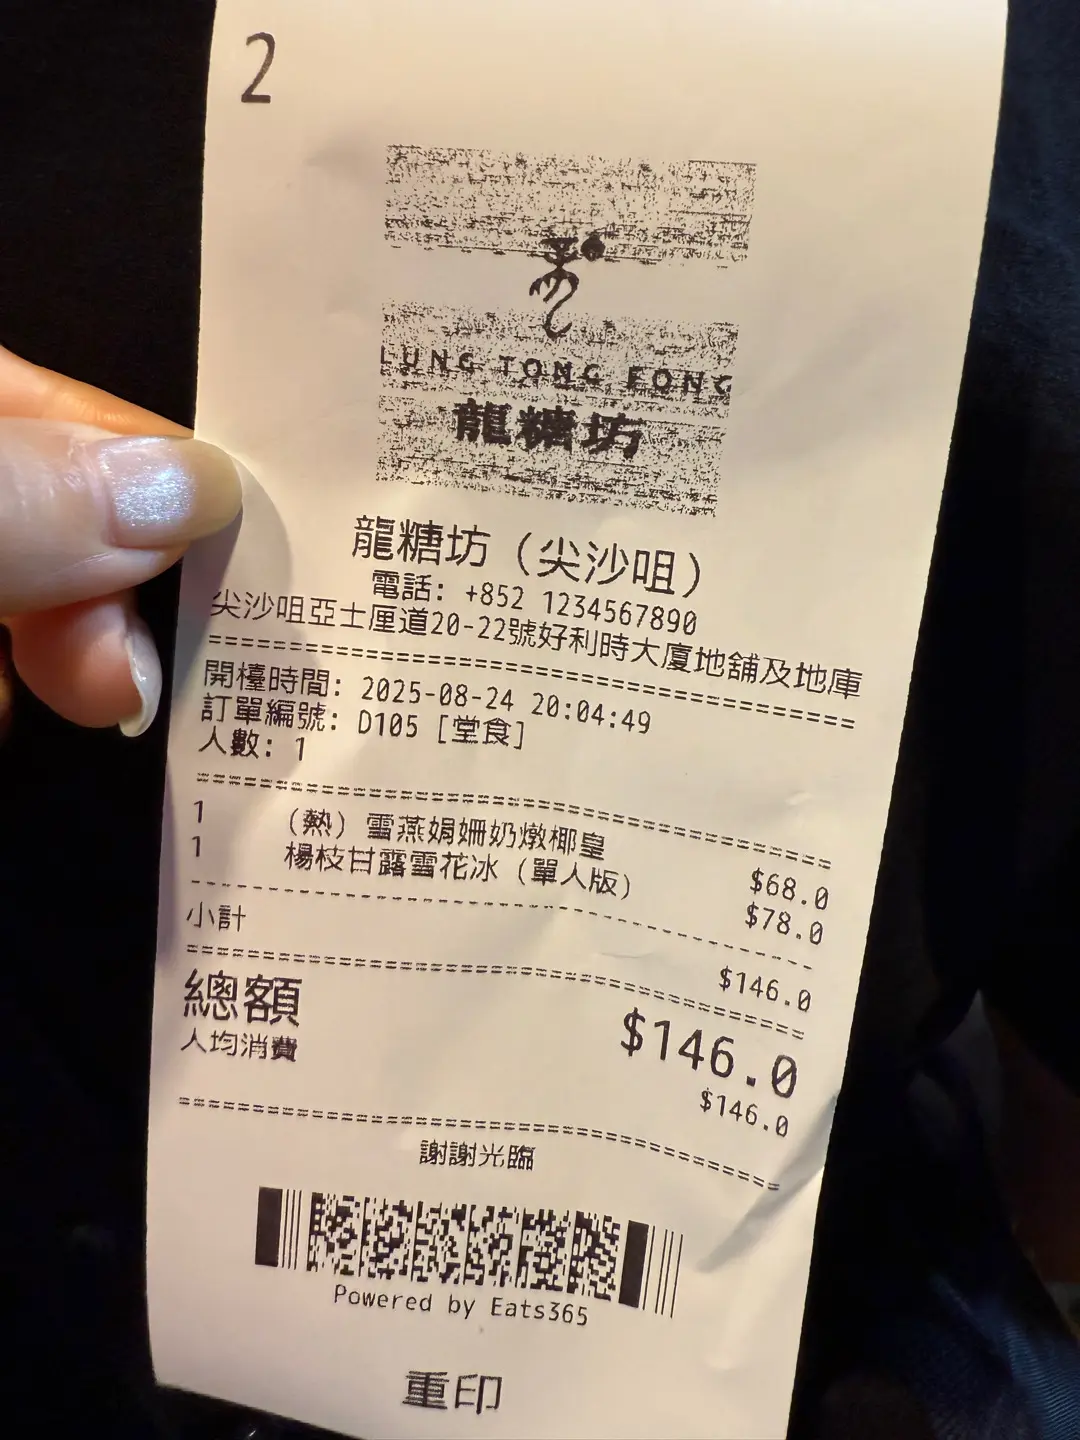 2
LUNG TONG FONG
龍糖坊
龍糖坊 (尖沙咀)
電話: +852 1234567890
尖沙咀亞士厘道20-22號好利時大廈地舖及地庫
開檯時間: 2025-08-24 20:04:49
訂單編號: D105 [堂食]
人數: 1
1 (熱) 雪燕娟姍奶燉椰皇 $68.0
1 楊枝甘露雪花冰 (單人版) $78.0
小計 $146.0
總額 $146.0
人均消費 $146.0
謝謝光臨
Powered by Eats365
重印